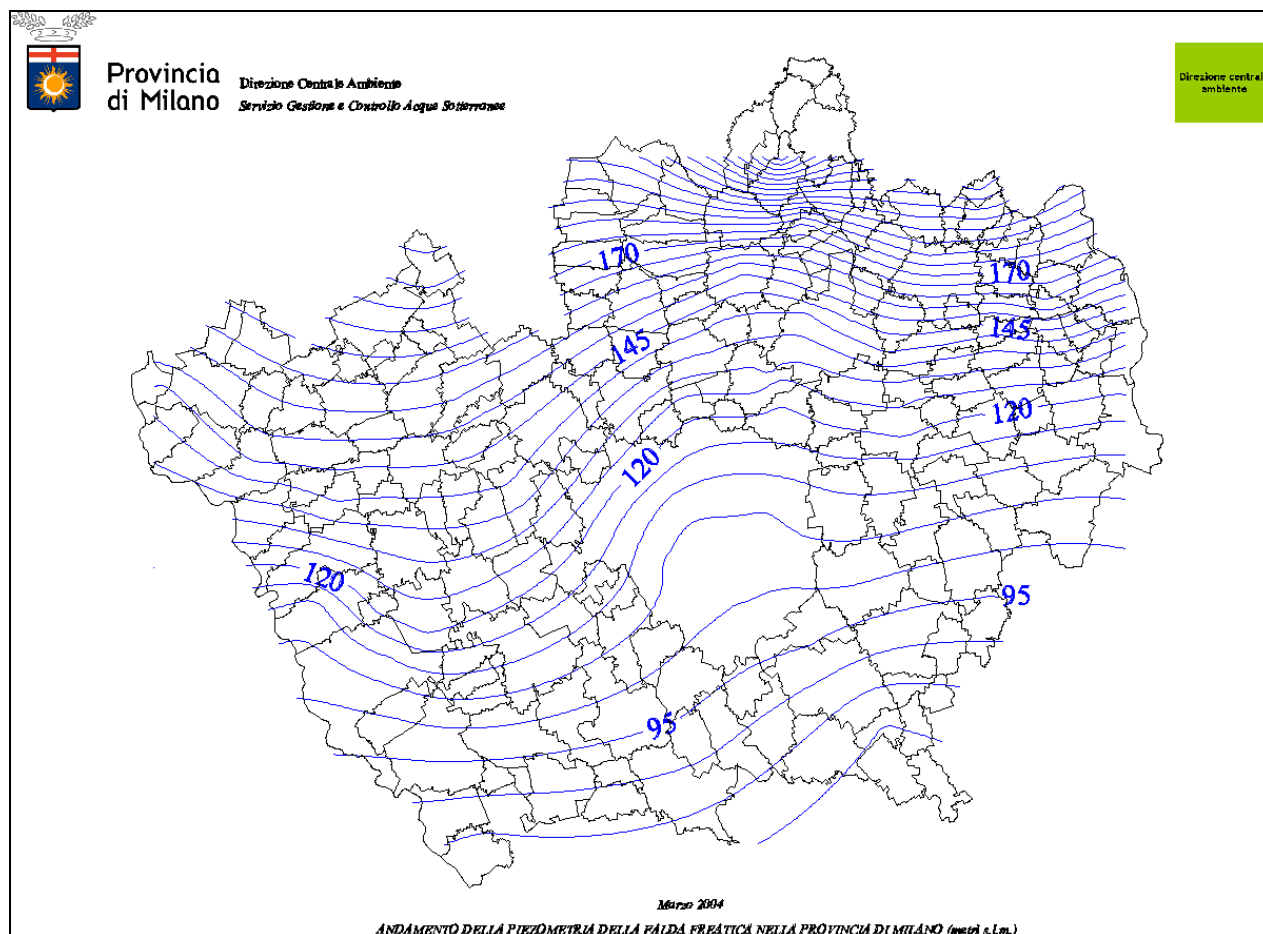 Provincia
di Milano
Direzione Centrale Ambiente
Servizio Gestione e Controllo Acque Sotterranee
Direzione central
ambiente
170
170
145
145
120
120
120
95
95
Marzo 2004
ANDAMENTO DELLA PIEZOMETRIA DELLA FALDA FREATICA NELLA PROVINCIA DI MILANO (metri s.l.m.)